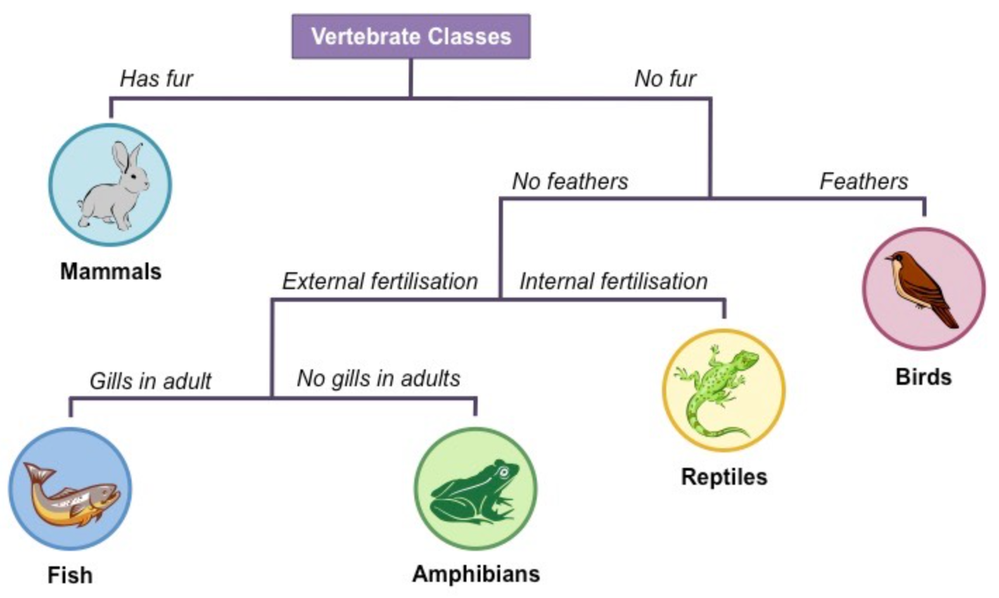 Vertebrate Classes
Has fur
No fur
No feathers
Feathers
Mammals
External fertilisation
Internal fertilisation
Birds
Gills in adult
No gills in adults
Reptiles
Fish
Amphibians